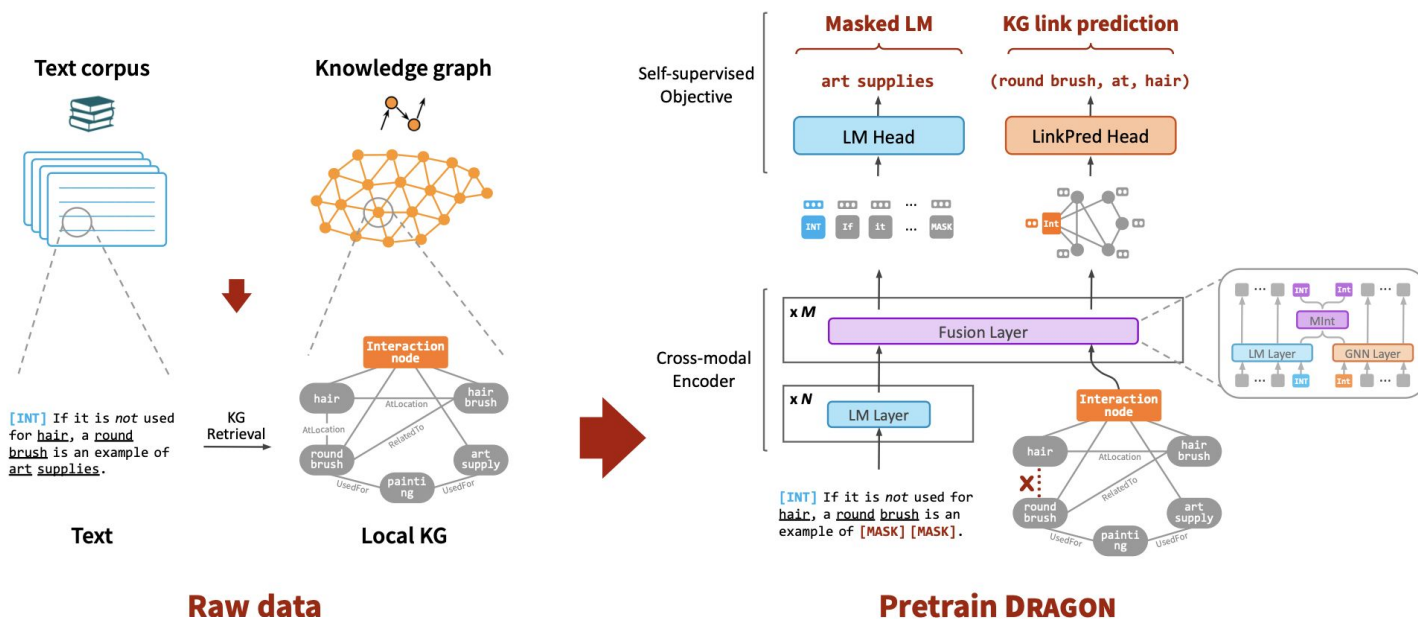 Text corpus
Knowledge graph
Interaction
node
hair
hair
brush
AtLocation
AtLocation
RelatedTo
round
brush
art
supply
painti
ng
UsedFor
UsedFor
[INT] If it is not used
for hair, a round
brush is an example of
art supplies.
KG
Retrieval
Text
Local KG
Raw data
Self-supervised
Objective
Masked LM
KG link prediction
art supplies
(round brush, at, hair)
LM Head
LinkPred Head
INT
If
it
...
MASK
Int
Cross-modal
Encoder
x M
Fusion Layer
x N
LM Layer
[INT] If it is not used for
hair, a round brush is an
example of [MASK] [MASK].
Interaction
node
hair
hair
brush
AtLocation
X
RelatedTo
round
brush
art
supply
painti
ng
UsedFor
UsedFor
...
INT
Int
...
MInt
LM Layer
GNN Layer
...
INT
Int
...
Pretrain DRAGON